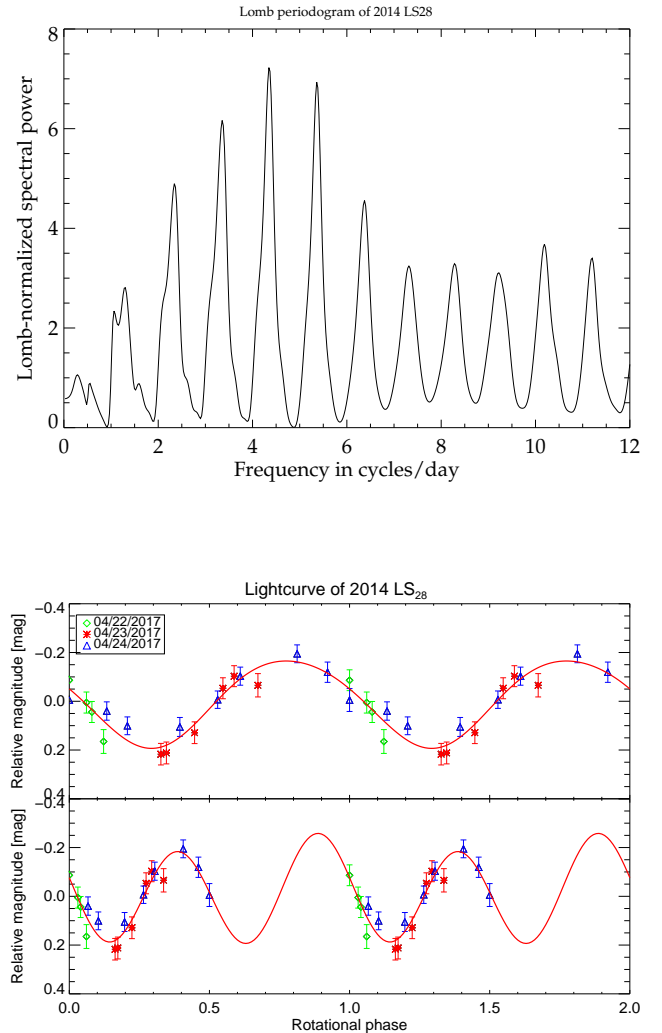 Lomb periodogram of 2014 LS28
8
6
4
2
0
Lomb-normalized spectral power
0 2 4 6 8 10 12
Frequency in cycles/day
Lightcurve of 2014 LS28
04/22/2017
04/23/2017
04/24/2017
-0.4
-0.2
0.0
0.2
0.4
Relative magnitude [mag]
-0.4
-0.2
0.0
0.2
0.4
Relative magnitude [mag]
0.0 0.5 1.0 1.5 2.0
Rotational phase